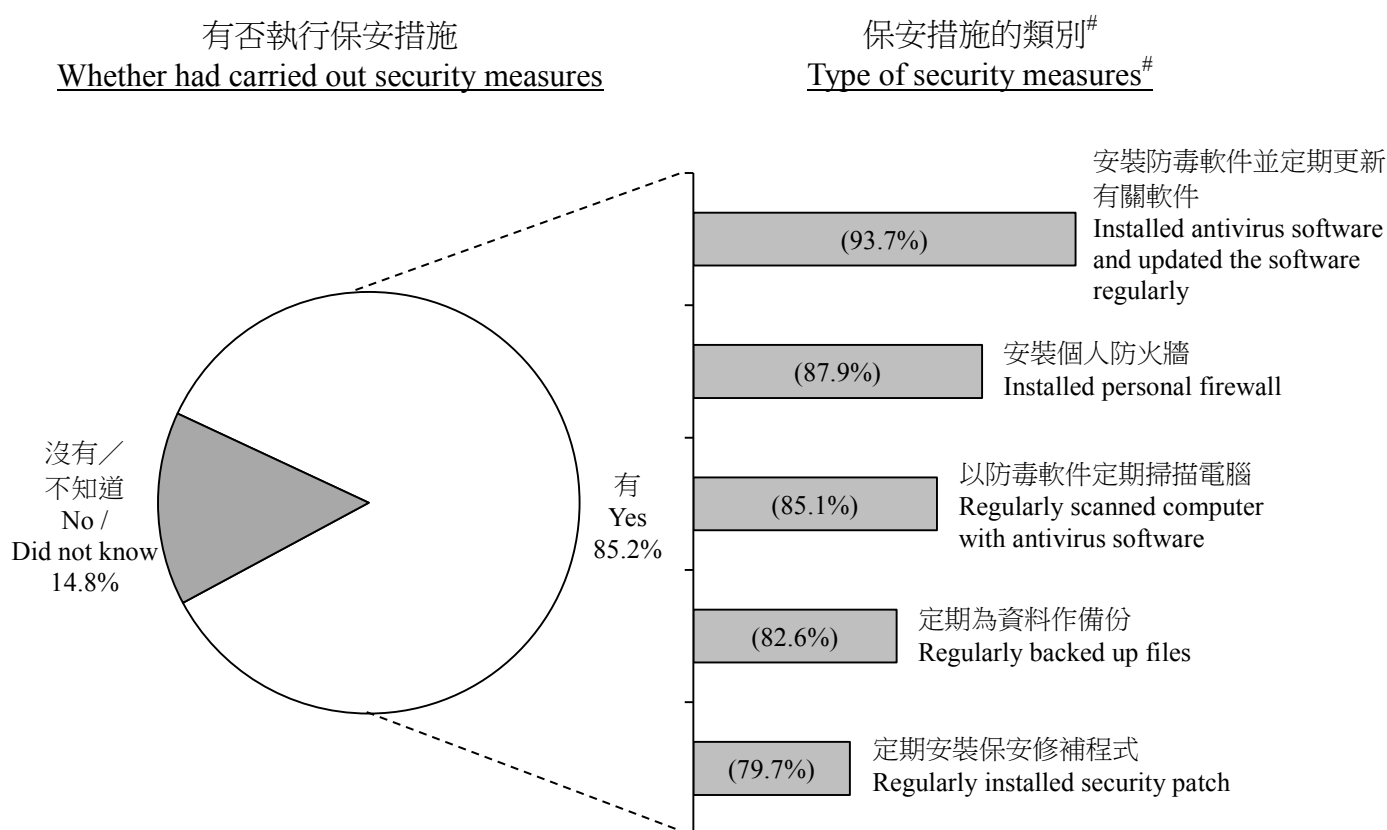 有否執行保安措施
Whether had carried out security measures
保安措施的類別#
Type of security measures#
安裝防毒軟件並定期更新
有關軟件
Installed antivirus software
and updated the software
regularly
(93.7%)
安裝個人防火牆
Installed personal firewall
(87.9%)
以防毒軟件定期掃描電腦
Regularly scanned computer
with antivirus software
(85.1%)
定期為資料作備份
Regularly backed up files
(82.6%)
定期安裝保安修補程式
Regularly installed security patch
(79.7%)
沒有／
不知道
No /
Did not know
14.8%
有
Yes
85.2%